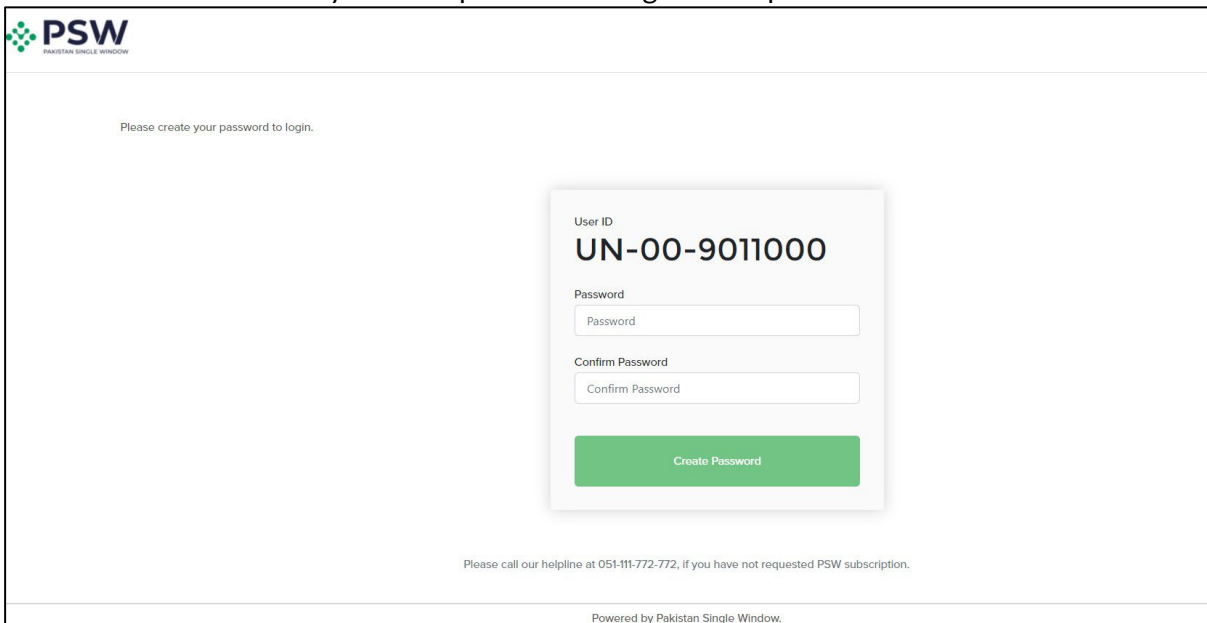 PSW
PAKISTAN SINGLE WINDOW
Please create your password to login.
User ID
UN-00-9011000
Password
Password
Confirm Password
Confirm Password
Create Password
Please call our helpline at 051-111-772-772, if you have not requested PSW subscription.
Powered by Pakistan Single Window.